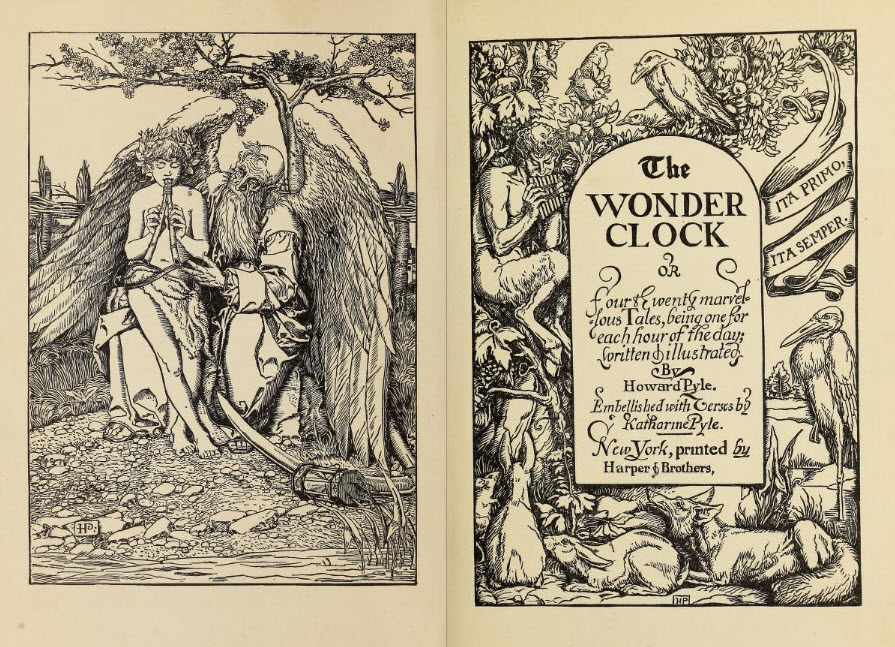 HP.
The
WONDER
CLOCK
OR
four & twenty marvel-
lous Tales, being one for
each hour of the day:
written & illustrated
By
Howard Pyle.
Embellished with Verses by
Katharine Pyle.
New York, printed by
Harper & Brothers,
ITA PRIMO,
ITA SEMPER.
HP